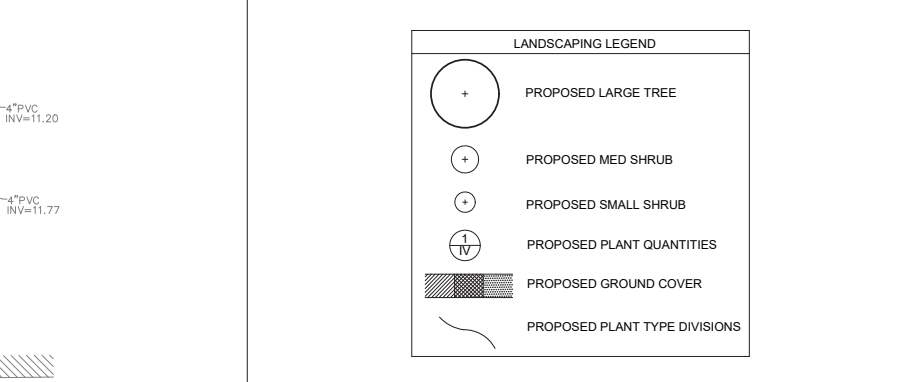 4"PVC
INV=11.20
4"PVC
INV=11.77
LANDSCAPING LEGEND
PROPOSED LARGE TREE
PROPOSED MED SHRUB
PROPOSED SMALL SHRUB
1
IV
PROPOSED PLANT QUANTITIES
PROPOSED GROUND COVER
PROPOSED PLANT TYPE DIVISIONS